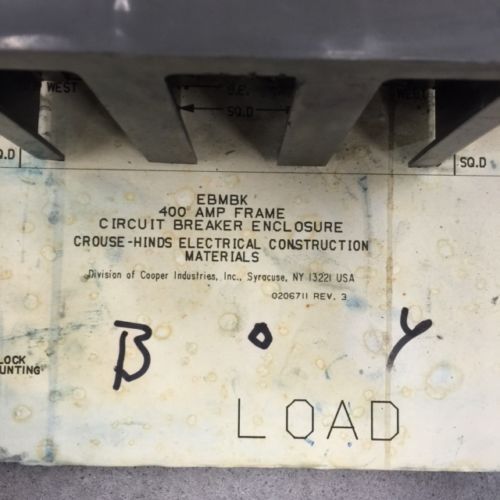 WEST G.E. WEST
SQ.D
Q.D SQ.D
EBMBK
400 AMP FRAME
CIRCUIT BREAKER ENCLOSURE
CROUSE-HINDS ELECTRICAL CONSTRUCTION
MATERIALS
Division of Cooper Industries, Inc., Syracuse, NY 13221 USA
0206711 REV. 3
B O Y
LOCK
UNTING
LOAD